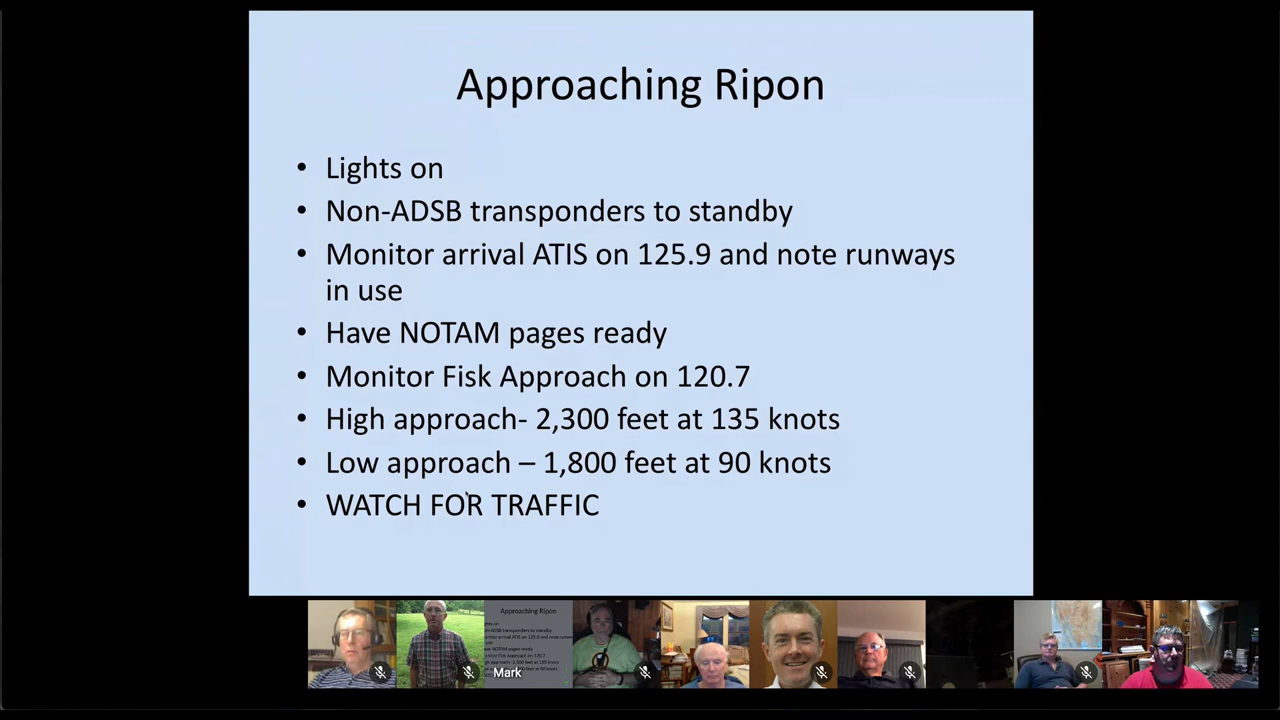 Approaching Ripon
• Lights on
• Non-ADSB transponders to standby
• Monitor arrival ATIS on 125.9 and note runways
in use
• Have NOTAM pages ready
• Monitor Fisk Approach on 120.7
• High approach- 2,300 feet at 135 knots
• Low approach – 1,800 feet at 90 knots
• WATCH FOR TRAFFIC
Approaching Ripon
Mark